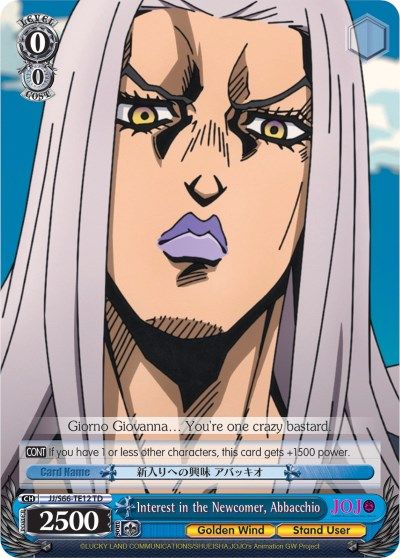 LEVEL
0
0
COST
Giorno Giovanna... You're one crazy bastard.
CONT If you have 1 or less other characters, this card gets +1500 power.
Card Name 新入りへの興味 アバッキオ
CH JJ/S66-TE12 TD
Interest in the Newcomer, Abbacchio JOJO
POWER 2500
Golden Wind Stand User
©LUCKY LAND COMMUNICATIONS/SHUEISHA,JOJO's Animation GW Project